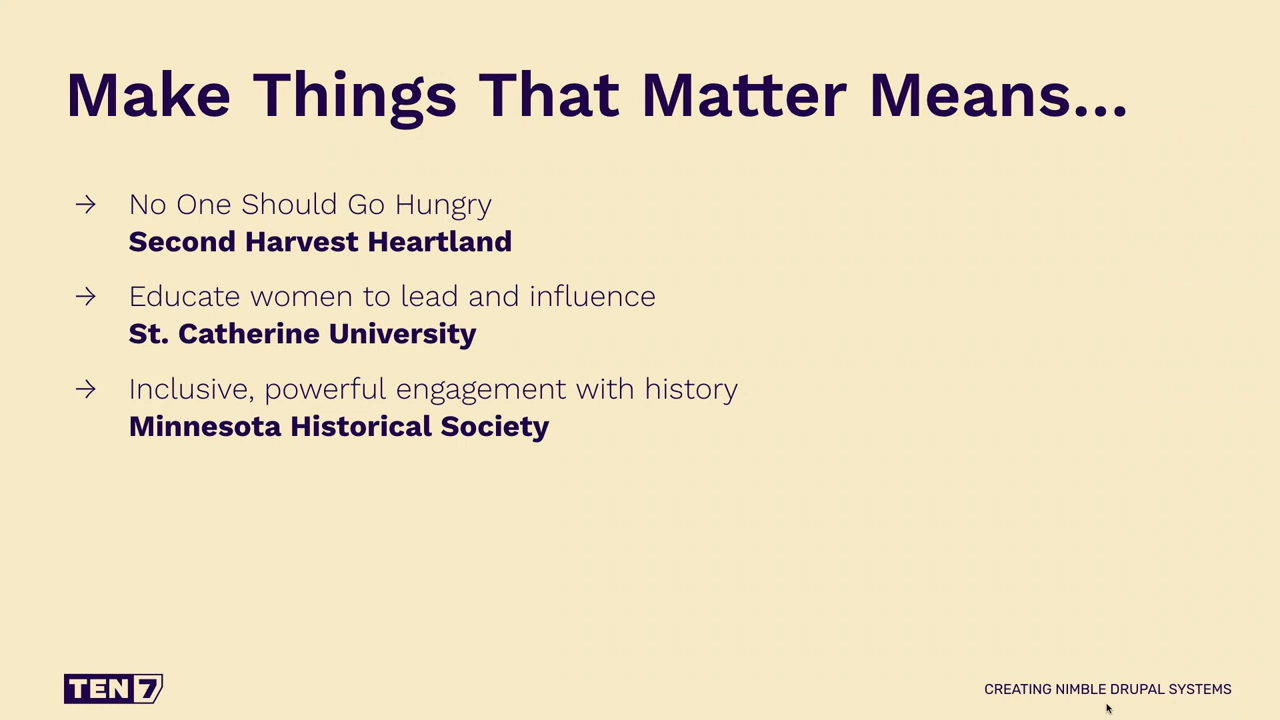 Make Things That Matter Means...
→ No One Should Go Hungry
Second Harvest Heartland
→ Educate women to lead and influence
St. Catherine University
→ Inclusive, powerful engagement with history
Minnesota Historical Society
TEN7
CREATING NIMBLE DRUPAL SYSTEMS